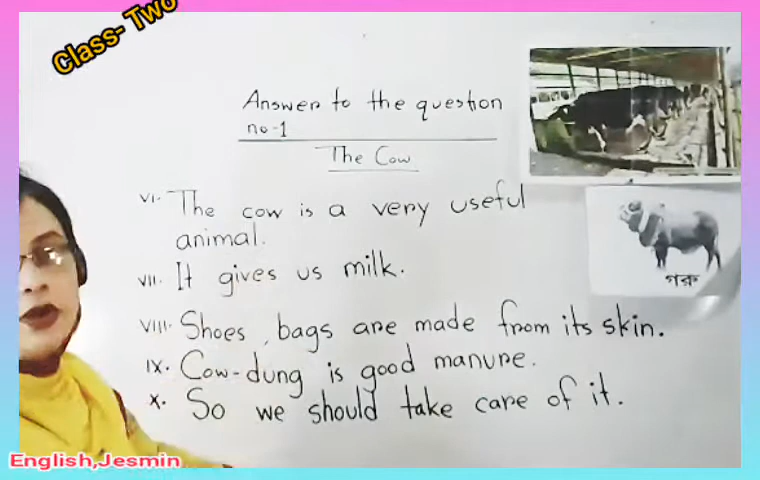 Class- Two
Answer to the question
no-1
The Cow
VI. The cow is a very useful
animal.
VII. It gives us milk.
VIII. Shoes, bags are made from its skin.
IX. Cow-dung is good manure.
X. So we should take care of it.
গরু
English,Jesmin